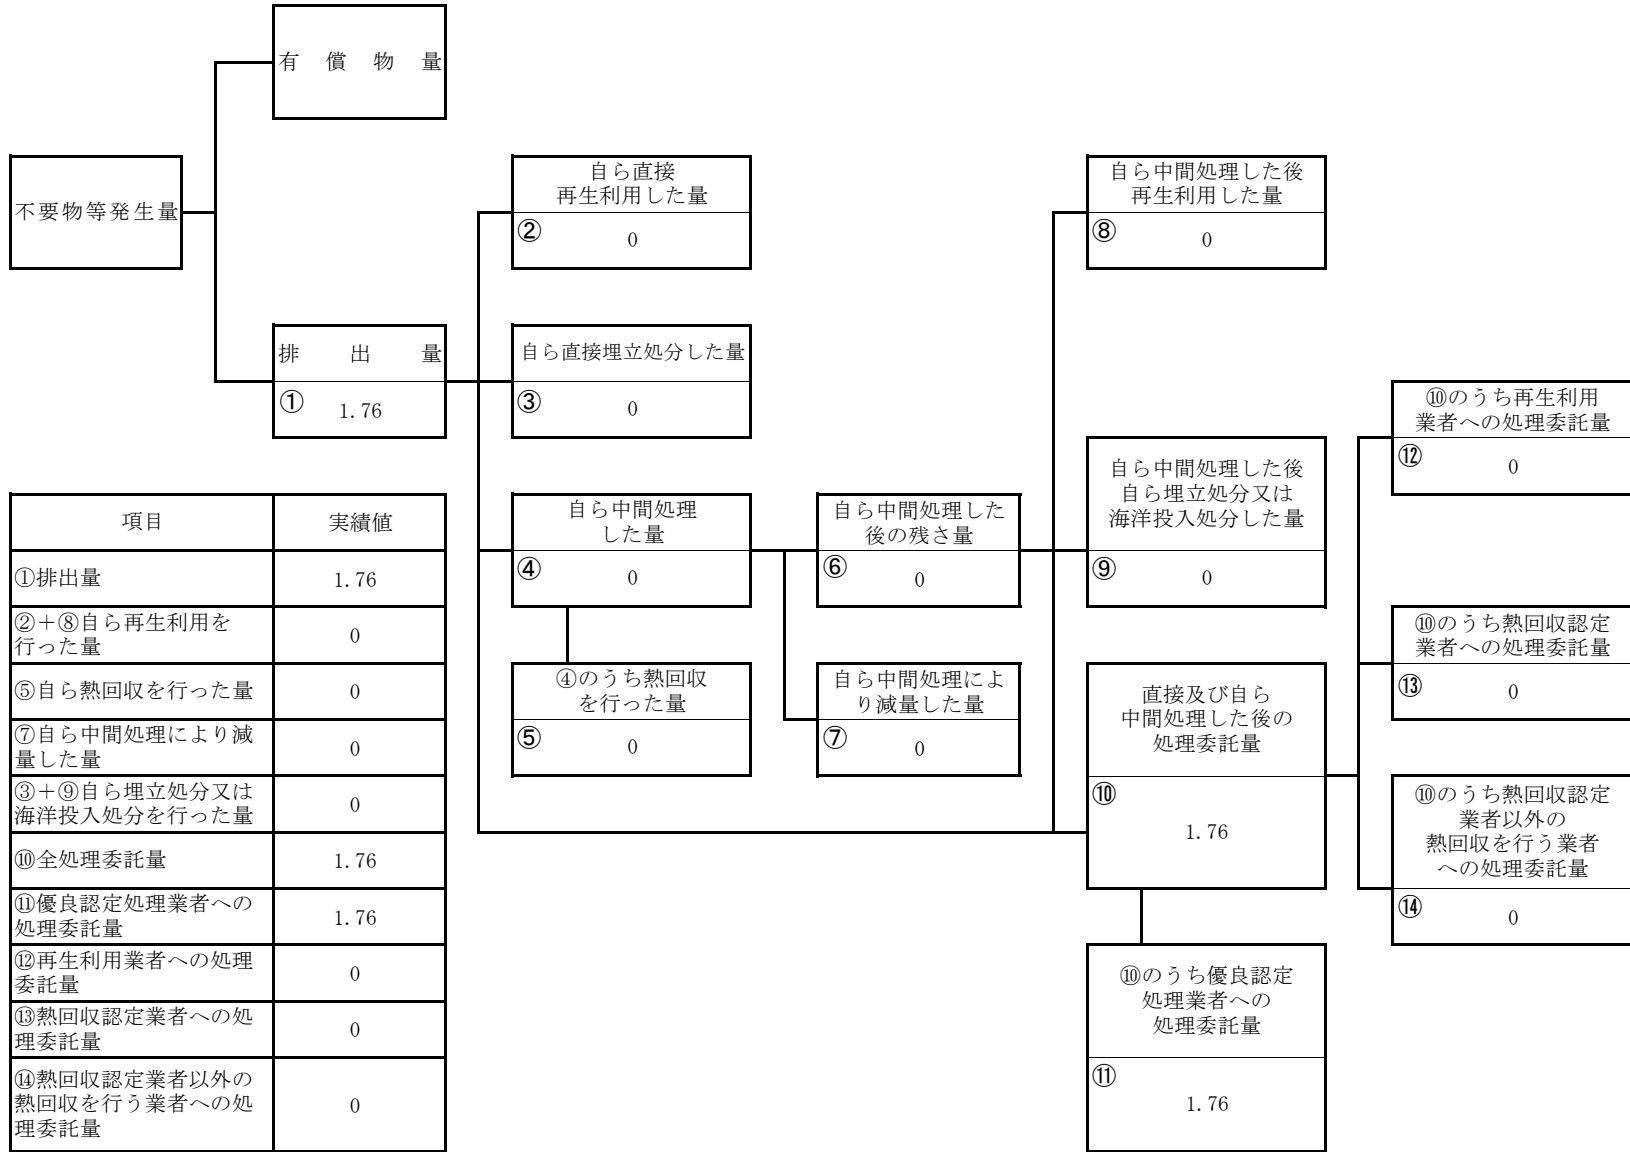 有償物量
不要物等発生量
自ら直接
再生利用した量
②
0
自ら中間処理した後
再生利用した量
⑧
0
排出量
①
1.76
自ら直接埋立処分した量
③
0
⑩のうち再生利用
業者への処理委託量
⑫
0
自ら中間処理した後
自ら埋立処分又は
海洋投入処分した量
⑨
0
自ら中間処理
した量
④
0
自ら中間処理した
後の残さ量
⑥
0
④のうち熱回収
を行った量
⑤
0
自ら中間処理によ
り減量した量
⑦
0
直接及び自ら
中間処理した後の
処理委託量
⑩
1.76
⑩のうち熱回収認定
業者への処理委託量
⑬
0
⑩のうち熱回収認定
業者以外の
熱回収を行う業者
への処理委託量
⑭
0
⑩のうち優良認定
処理業者への
処理委託量
⑪
1.76
項目 実績値
①排出量 1.76
②＋⑧自ら再生利用を
行った量
0
⑤自ら熱回収を行った量 0
⑦自ら中間処理により減
量した量
0
③＋⑨自ら埋立処分又は
海洋投入処分を行った量
0
⑩全処理委託量 1.76
⑪優良認定処理業者への
処理委託量
1.76
⑫再生利用業者への処理
委託量
0
⑬熱回収認定業者への処
理委託量
0
⑭熱回収認定業者以外の
熱回収を行う業者への処
理委託量
0